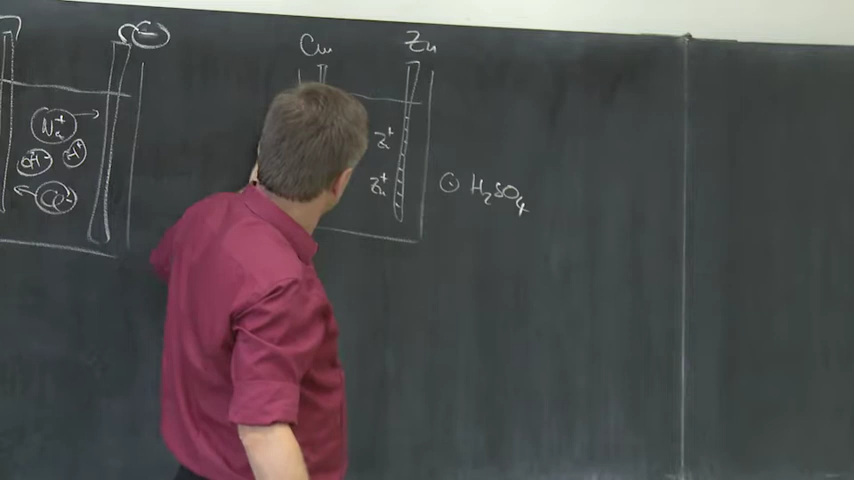 −
Cu Zn
Na⁺
OH⁻ H⁺
Cl⁻
Zn⁺
Zn⁺
⊙ H₂SO₄